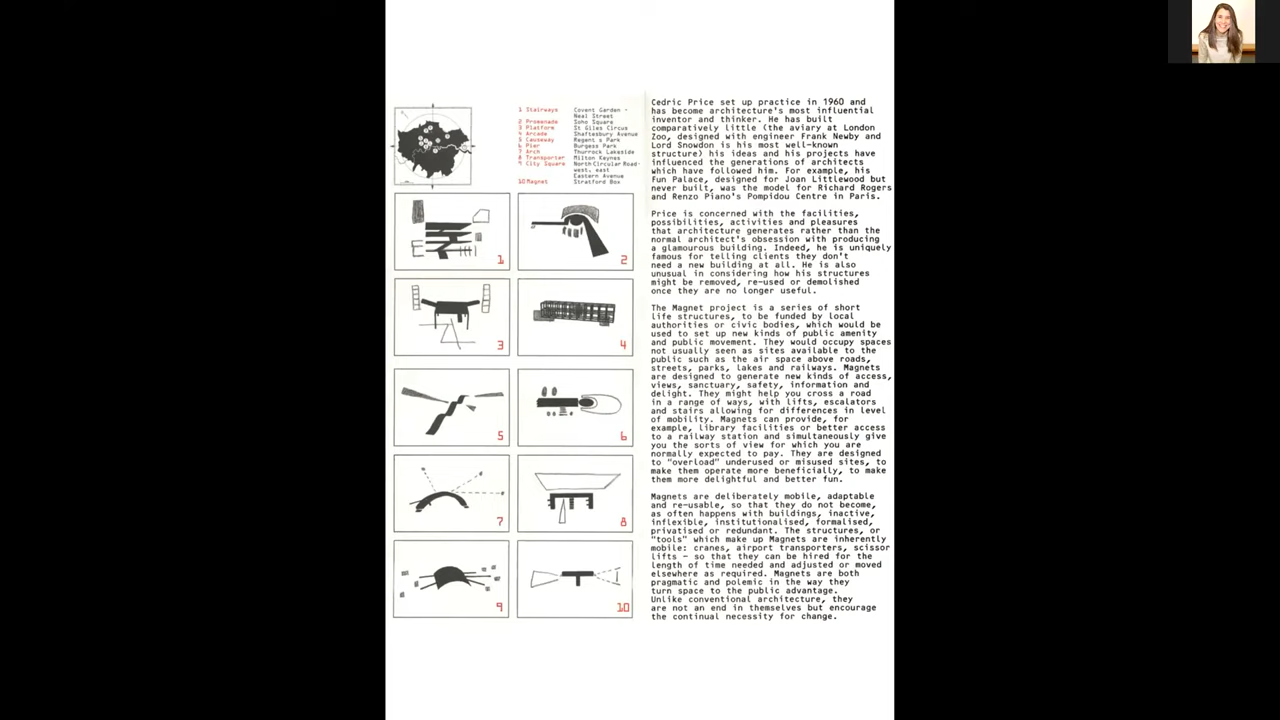 1 Stairways Covent Garden -
Neal Street
2 Promenade Soho Square
3 Platform St Giles Circus
4 Arcade Shaftesbury Avenue
5 Causeway Regent s Park
6 Pier Burgess Park
7 Arch Thurrock Lakeside
8 Transporter Milton Keynes
9 City Square North Circular Road-
west, east
Eastern Avenue
10 Magnet Stratford Box
1
2
3
4
5
6
7
8
9
10
Cedric Price set up practice in 1960 and
has become architecture's most influential
inventor and thinker. He has built
comparatively little (the aviary at London
Zoo, designed with engineer Frank Newby and
Lord Snowdon is his most well-known
structure) his ideas and his projects have
influenced the generations of architects
which have followed him. For example, his
Fun Palace, designed for Joan Littlewood but
never built, was the model for Richard Rogers
and Renzo Piano's Pompidou Centre in Paris.
Price is concerned with the facilities,
possibilities, activities and pleasures
that architecture generates rather than the
normal architect's obsession with producing
a glamourous building. Indeed, he is uniquely
famous for telling clients they don't
need a new building at all. He is also
unusual in considering how his structures
might be removed, re-used or demolished
once they are no longer useful.
The Magnet project is a series of short
life structures, to be funded by local
authorities or civic bodies, which would be
used to set up new kinds of public amenity
and public movement. They would occupy spaces
not usually seen as sites available to the
public such as the air space above roads,
streets, parks, lakes and railways. Magnets
are designed to generate new kinds of access,
views, sanctuary, safety, information and
delight. They might help you cross a road
in a range of ways, with lifts, escalators
and stairs allowing for differences in level
of mobility. Magnets can provide, for
example, library facilities or better access
to a railway station and simultaneously give
you the sorts of view for which you are
normally expected to pay. They are designed
to "overload" underused or misused sites, to
make them operate more beneficially, to make
them more delightful and better fun.
Magnets are deliberately mobile, adaptable
and re-usable, so that they do not become,
as often happens with buildings, inactive,
inflexible, institutionalised, formalised,
privatised or redundant. The structures, or
"tools" which make up Magnets are inherently
mobile: cranes, airport transporters, scissor
lifts - so that they can be hired for the
length of time needed and adjusted or moved
elsewhere as required. Magnets are both
pragmatic and polemic in the way they
turn space to the public advantage.
Unlike conventional architecture, they
are not an end in themselves but encourage
the continual necessity for change.